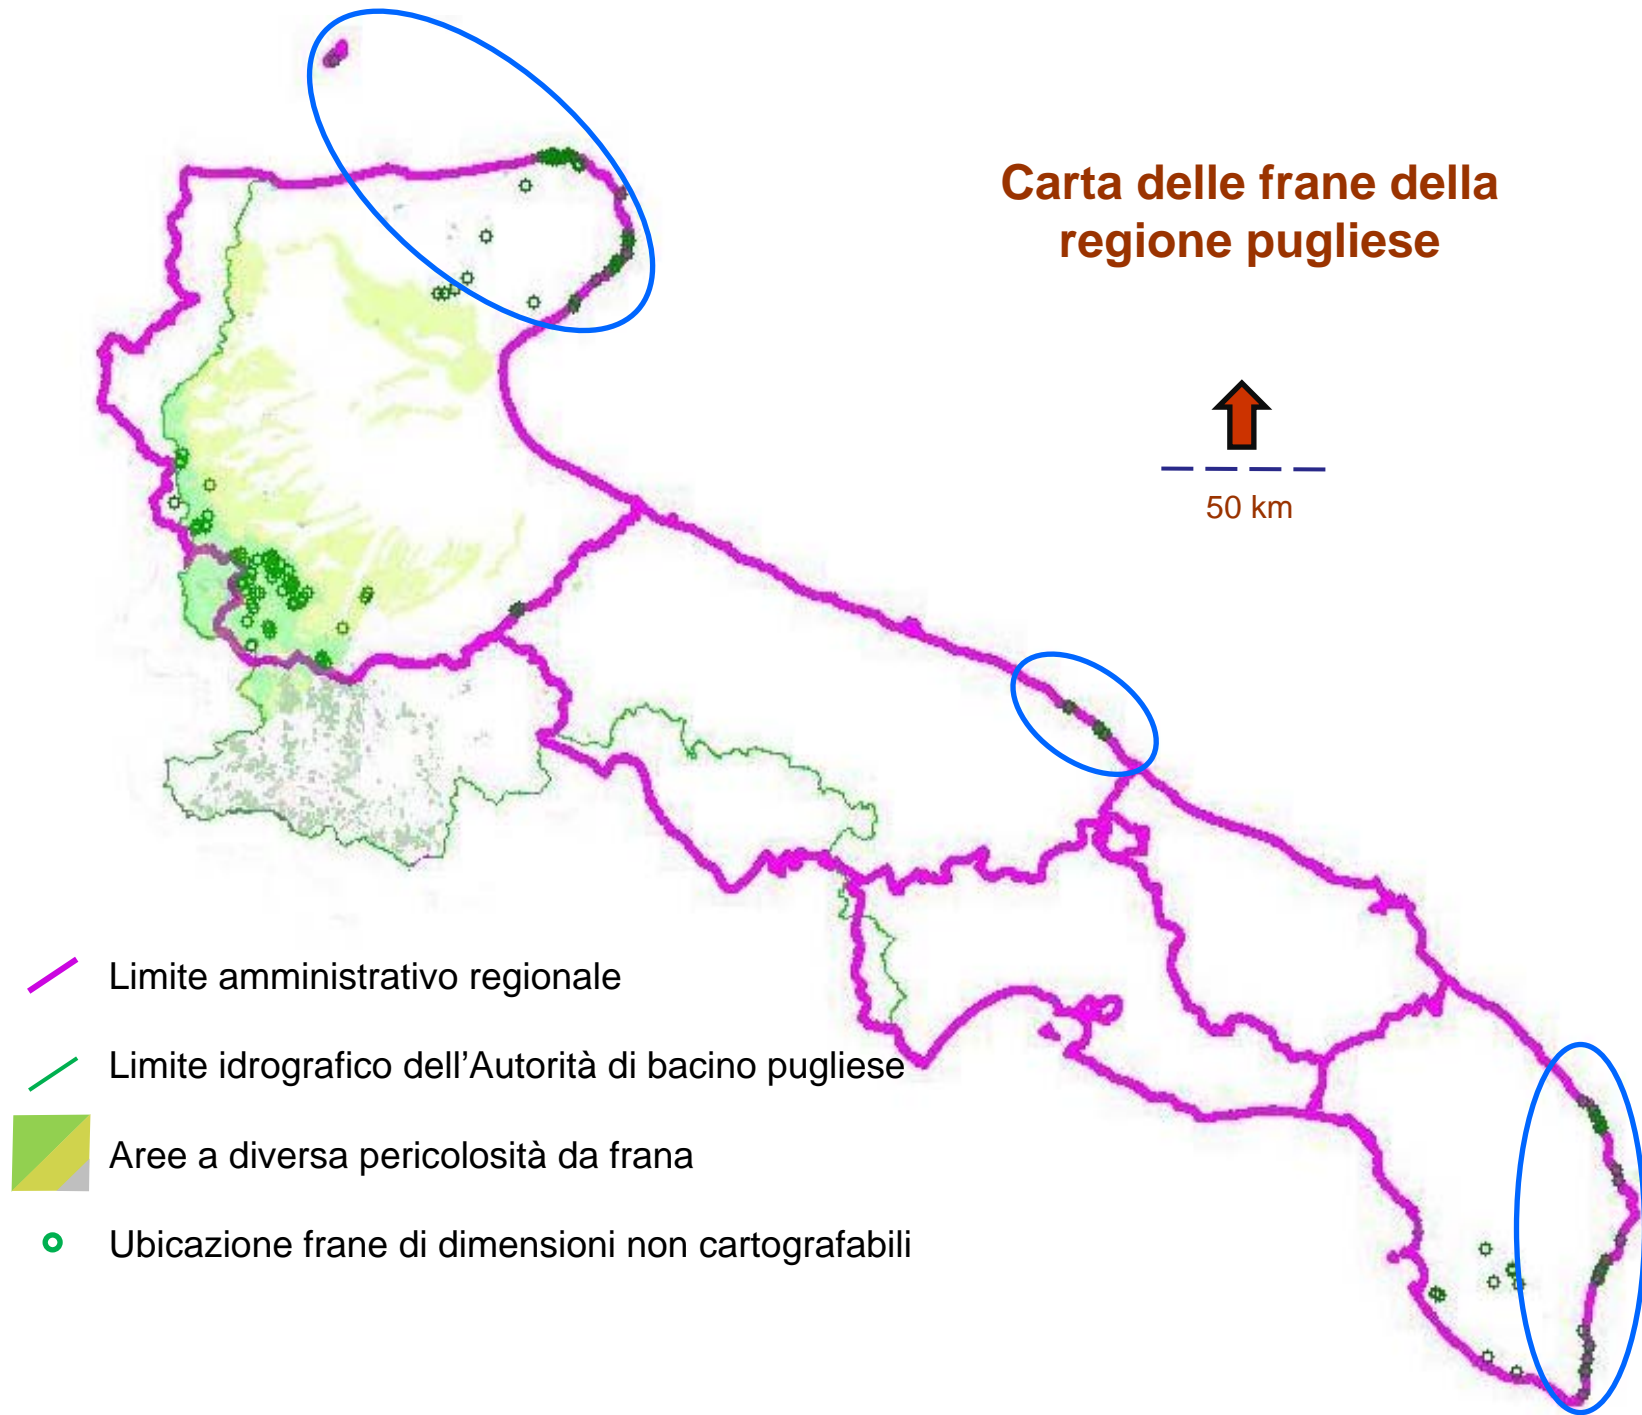 Carta delle frane della
regione pugliese
50 km
Limite amministrativo regionale
Limite idrografico dell'Autorità di bacino pugliese
Aree a diversa pericolosità da frana
Ubicazione frane di dimensioni non cartografabili